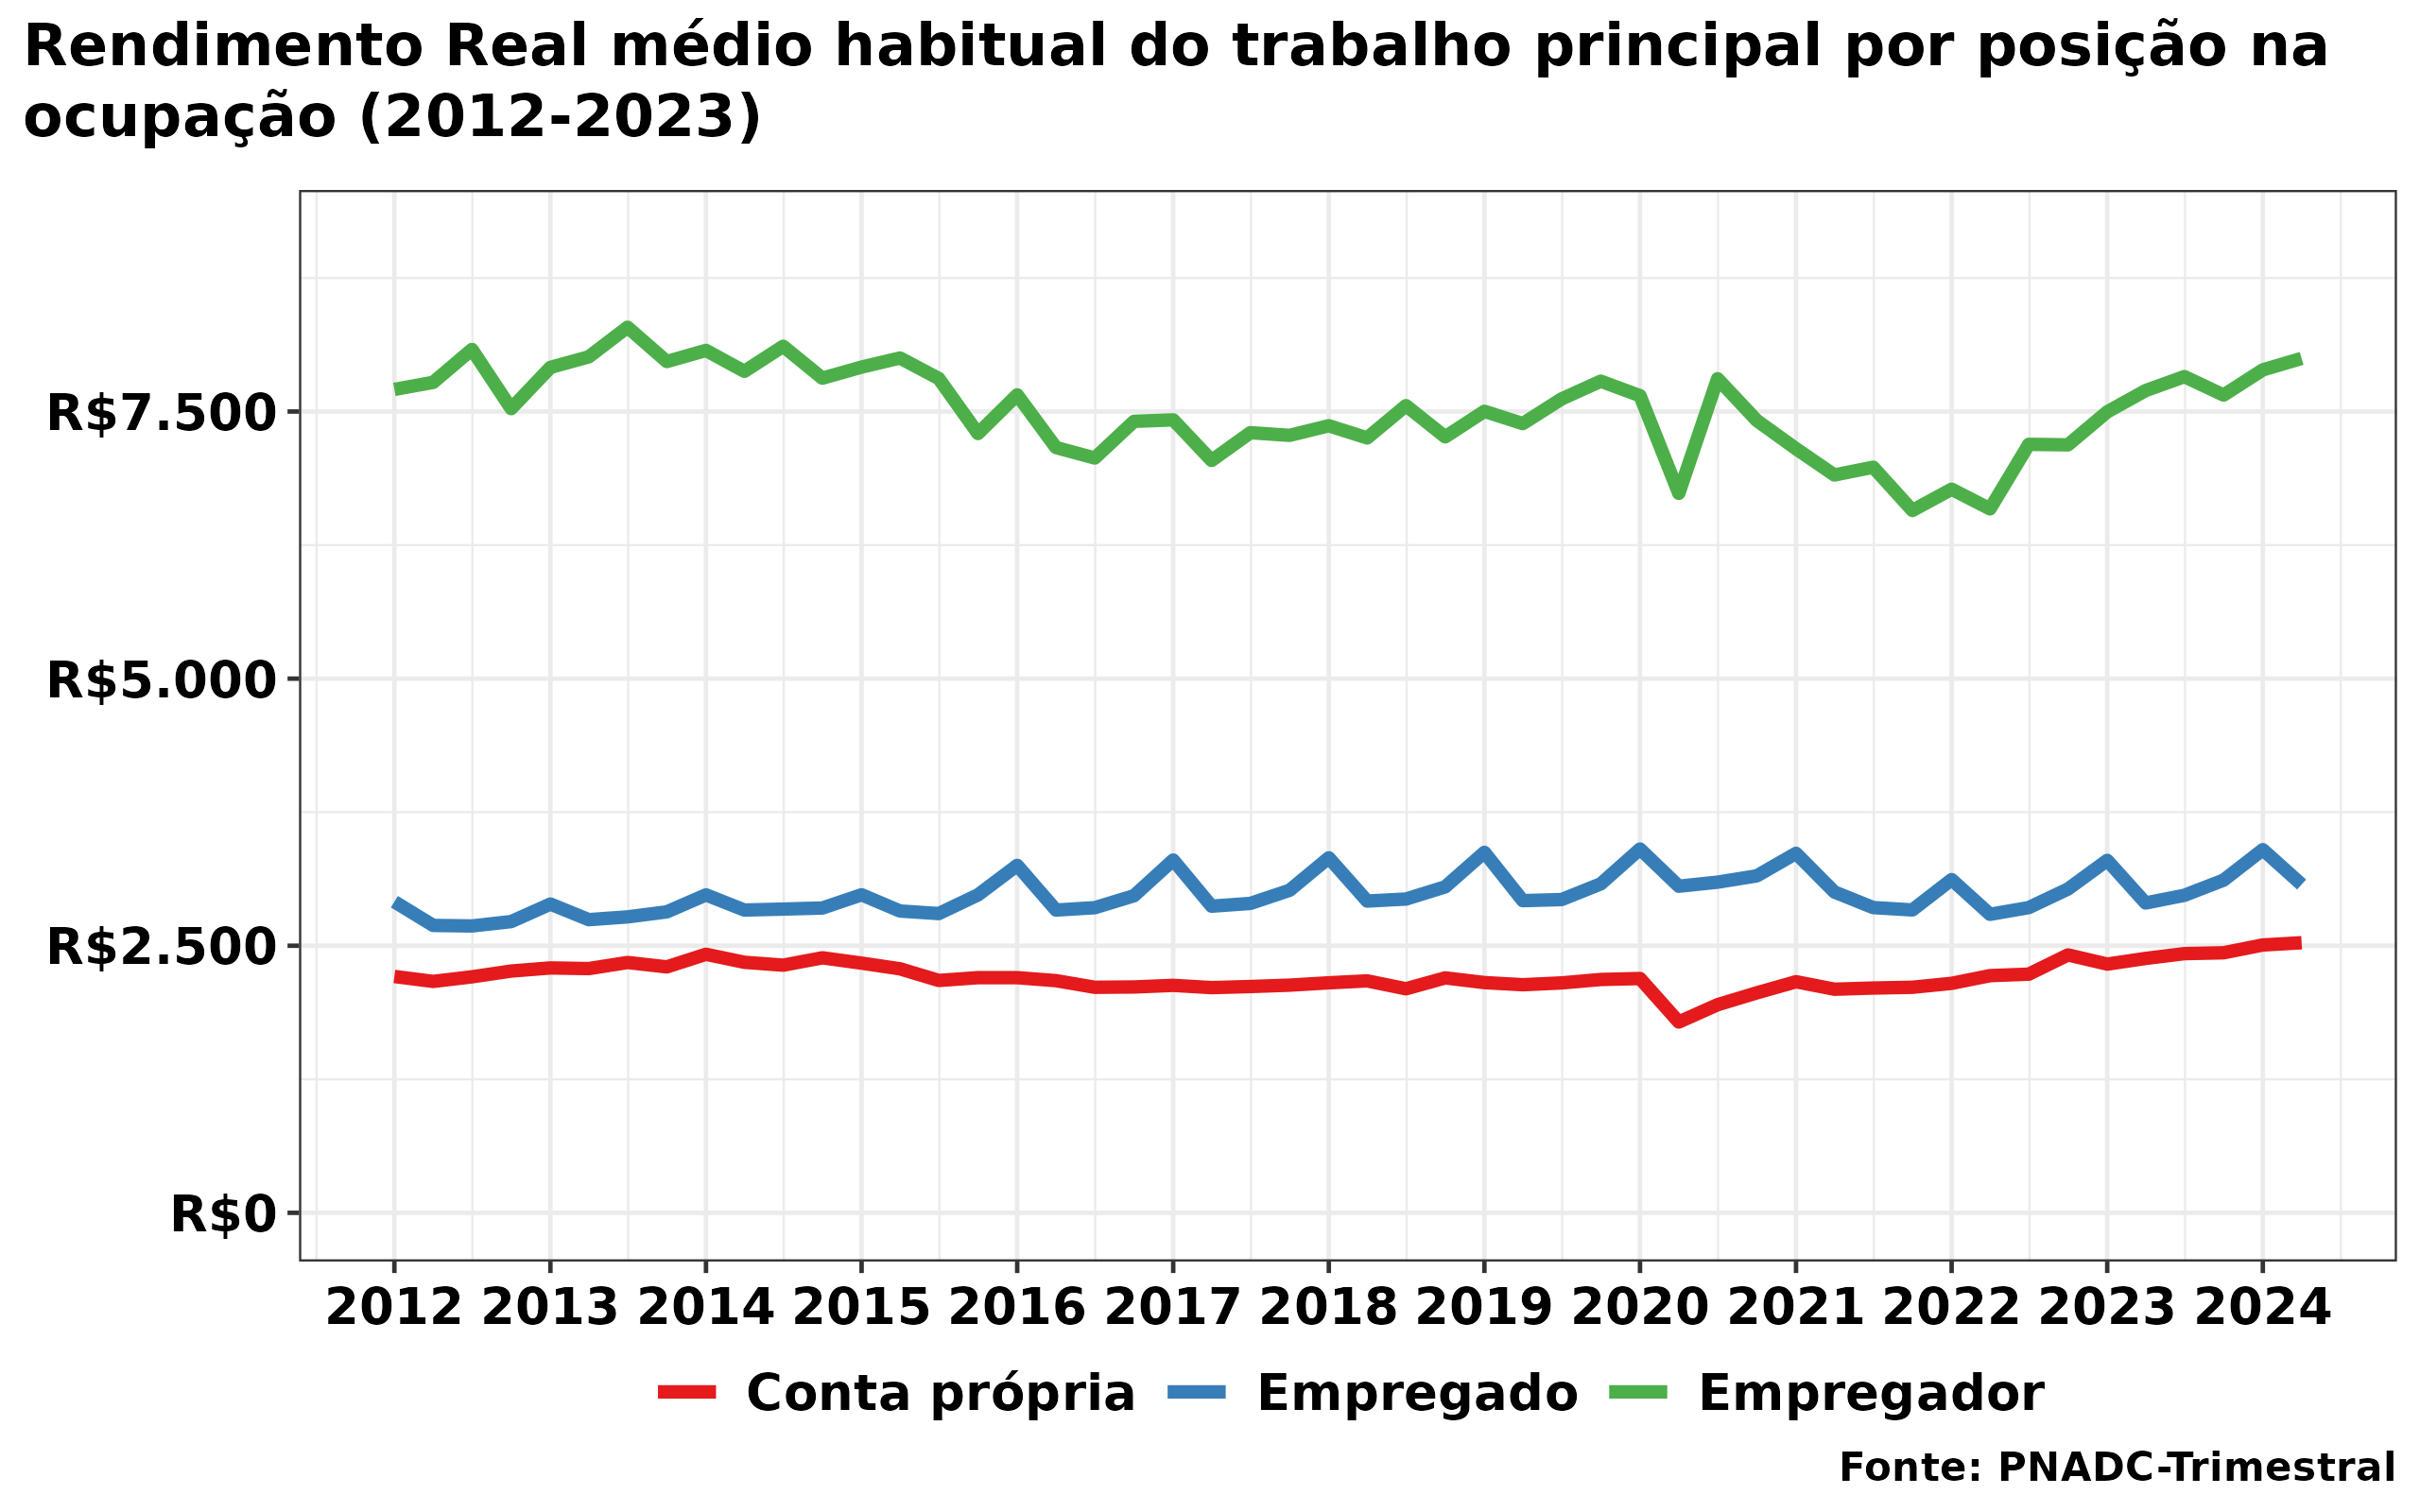 Rendimento Real médio habitual do trabalho principal por posição na
ocupação (2012-2023)
R$7.500
R$5.000
R$2.500
R$0
2012 2013 2014 2015 2016 2017 2018 2019 2020 2021 2022 2023 2024
Conta própria Empregado Empregador
Fonte: PNADC-Trimestral